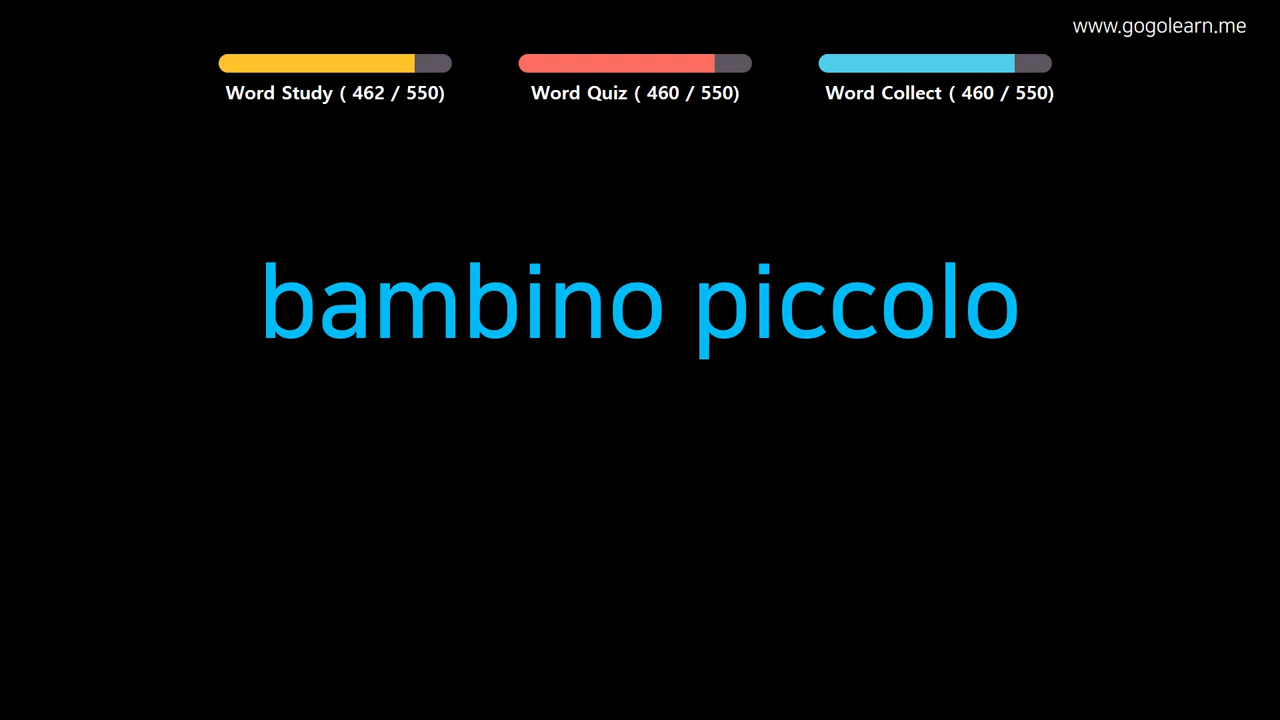 www.gogolearn.me
Word Study ( 462 / 550)
Word Quiz ( 460 / 550)
Word Collect ( 460 / 550)
bambino piccolo